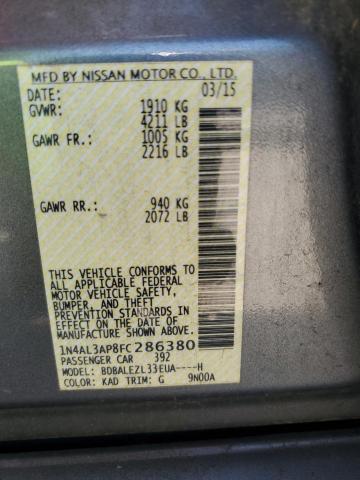 MFD BY NISSAN MOTOR CO., LTD.
DATE: 03/15
GVWR: 1910 KG
4211 LB
GAWR FR.: 1005 KG
2216 LB
GAWR RR.: 940 KG
2072 LB
THIS VEHICLE CONFORMS TO
ALL APPLICABLE FEDERAL
MOTOR VEHICLE SAFETY,
BUMPER, AND THEFT
PREVENTION STANDARDS IN
EFFECT ON THE DATE OF
MANUFACTURE SHOWN ABOVE.
1N4AL3AP8FC286380
PASSENGER CAR 392
MODEL: BDBALEZL33EUA----H
COLOR: KAD TRIM: G 9N00A